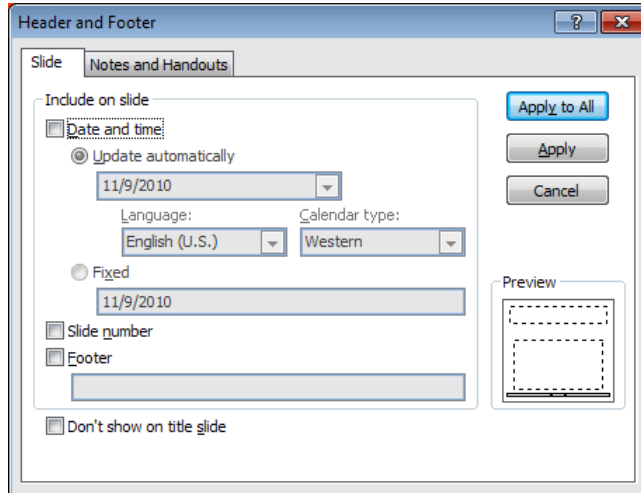 Header and Footer
Slide
Notes and Handouts
Include on slide
Date and time
Update automatically
11/9/2010
Language:
Calendar type:
English (U.S.)
Western
Fixed
11/9/2010
Slide number
Footer
Don't show on title slide
Apply to All
Apply
Cancel
Preview